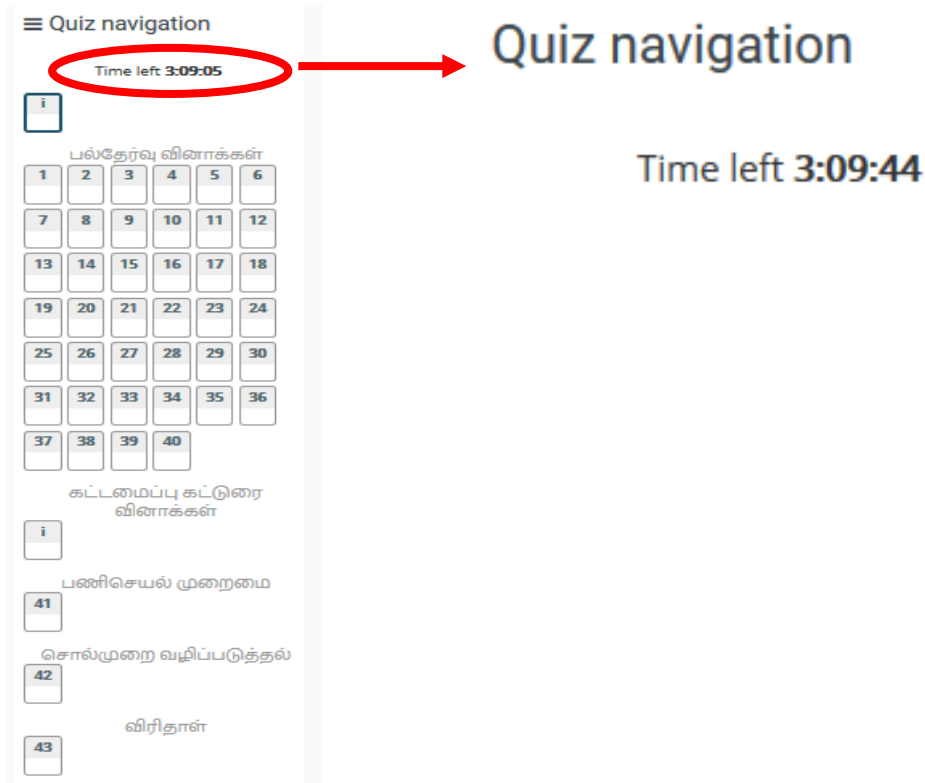 Quiz navigation
Time left 3:09:05
i
பல்தேர்வு வினாக்கள்
1 2 3 4 5 6
7 8 9 10 11 12
13 14 15 16 17 18
19 20 21 22 23 24
25 26 27 28 29 30
31 32 33 34 35 36
37 38 39 40
கட்டமைப்பு கட்டுரை
வினாக்கள்
i
பணிசெயல் முறைமை
41
சொல்முறை வழிப்படுத்தல்
42
விரிதாள்
43
Quiz navigation
Time left 3:09:44